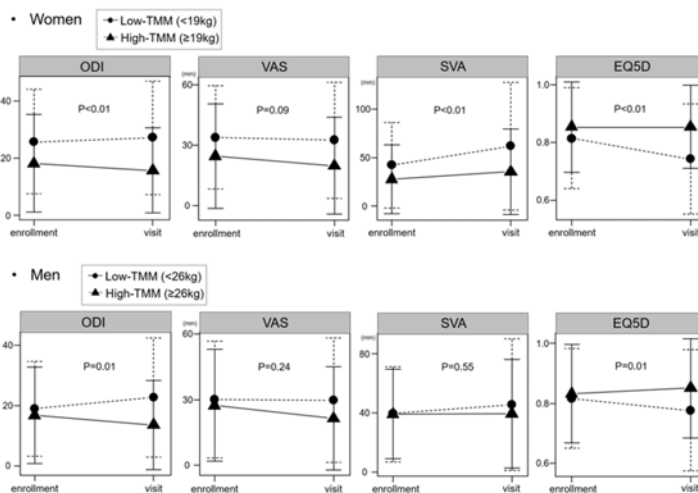 • Women
Low-TMM (<19kg)
High-TMM (≥19kg)
ODI
VAS
SVA
EQ5D
(mm)
(mm)
40
20
0
P<0.01
60
30
0
P=0.09
100
50
0
P<0.01
1.0
0.8
0.6
P<0.01
enrollment visit
enrollment visit
enrollment visit
enrollment visit
• Men
Low-TMM (<26kg)
High-TMM (≥26kg)
ODI
VAS
SVA
EQ5D
(mm)
(mm)
40
20
0
P=0.01
60
30
0
P=0.24
80
40
0
P=0.55
1.0
0.8
0.6
P=0.01
enrollment visit
enrollment visit
enrollment visit
enrollment visit